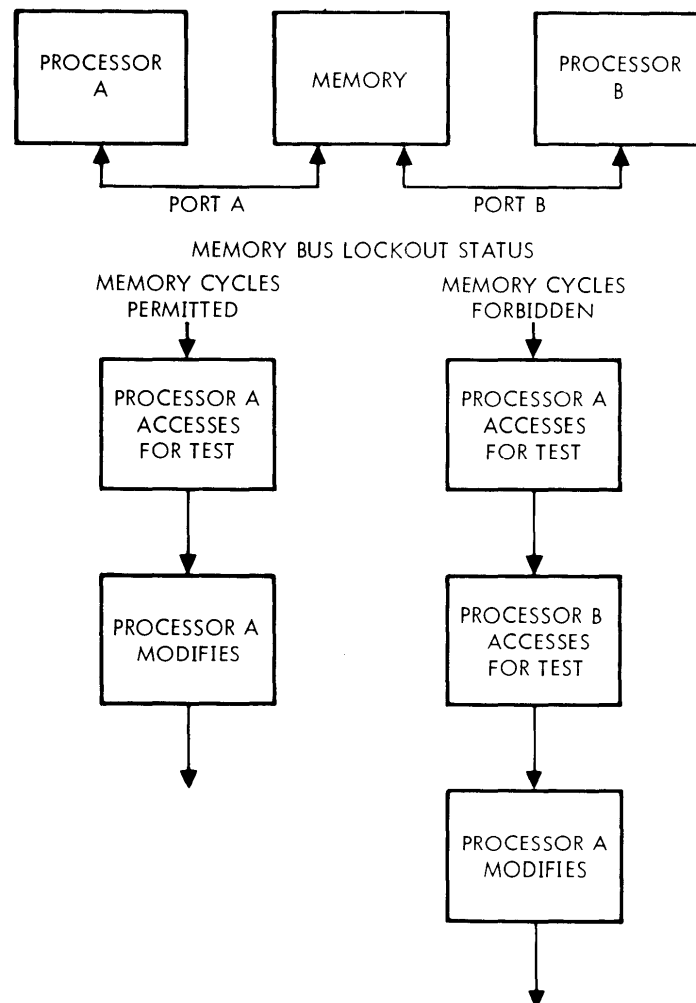 PROCESSOR
A
MEMORY
PROCESSOR
B
PORT A
PORT B
MEMORY BUS LOCKOUT STATUS
MEMORY CYCLES
PERMITTED
MEMORY CYCLES
FORBIDDEN
PROCESSOR A
ACCESSES
FOR TEST
PROCESSOR A
ACCESSES
FOR TEST
PROCESSOR A
MODIFIES
PROCESSOR B
ACCESSES
FOR TEST
PROCESSOR A
MODIFIES